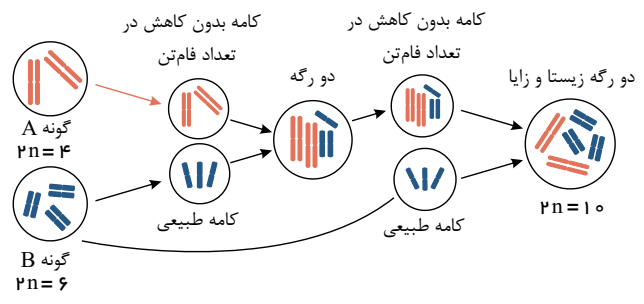 کامه بدون کاهش در
تعداد فام‌تن
کامه بدون کاهش در
تعداد فام‌تن
دو رگه زیستا و زایا
دو رگه
گونه A
۲n = ۴
کامه طبیعی
کامه طبیعی
۲n = ۱۰
گونه B
۲n = ۶